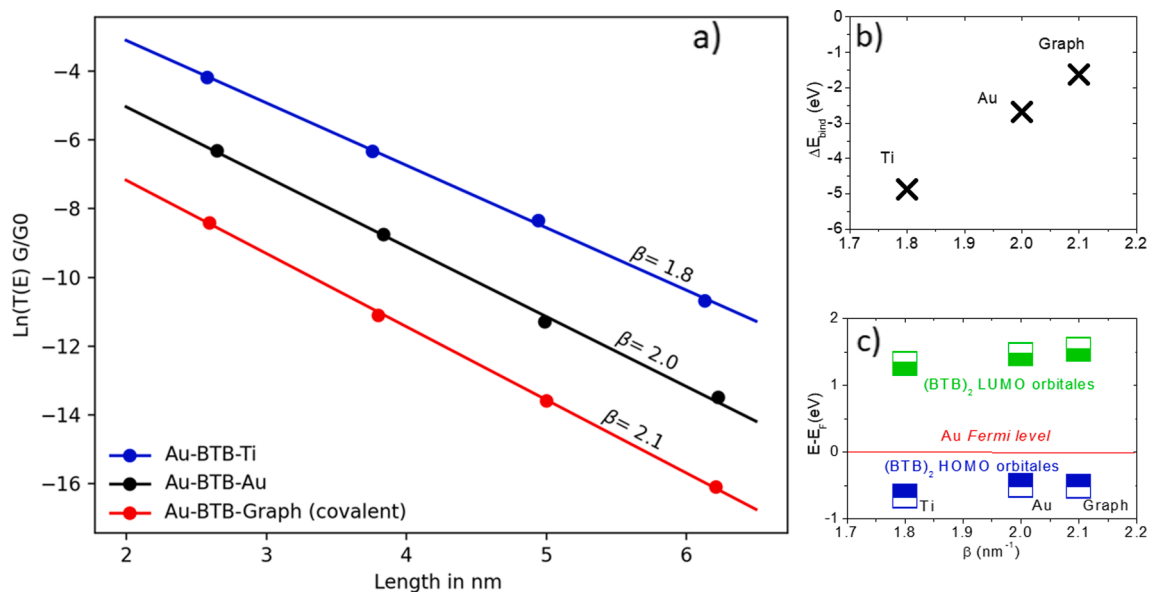 a)
Ln(T(E) G/G0
−4
−6
−8
−10
−12
−14
−16
β= 1.8
β= 2.0
β= 2.1
Au-BTB-Ti
Au-BTB-Au
Au-BTB-Graph (covalent)
2
3
4
5
6
Length in nm
b)
ΔE_bind (eV)
0
-1
-2
-3
-4
-5
-6
Graph
Au
Ti
1.7
1.8
1.9
2.0
2.1
2.2
c)
E-E_F(eV)
2
1
0
-1
(BTB)₂ LUMO orbitales
Au Fermi level
(BTB)₂ HOMO orbitales
Ti
Au
Graph
1.7
1.8
1.9
2.0
2.1
2.2
β (nm⁻¹)